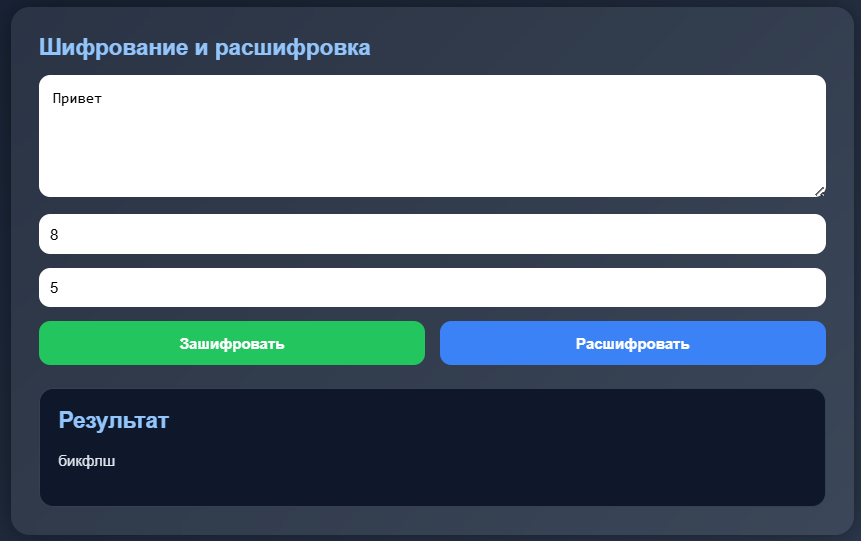 Шифрование и расшифровка
Привет
8
5
Зашифровать
Расшифровать
Результат
бикфлш